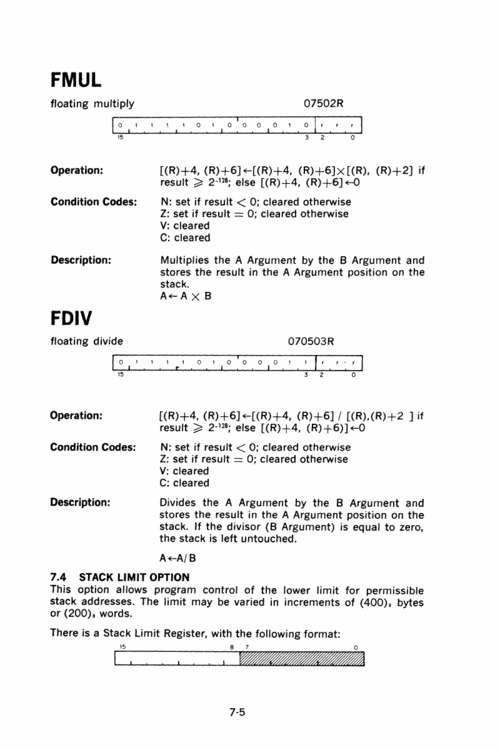 FMUL
floating multiply 07502R
0 1 1 1 1 0 1 0 0 0 0 1 0 r r r
15 3 2 0
Operation: [(R)+4, (R)+6]←[(R)+4, (R)+6]×[(R), (R)+2] if
result ≥ 2⁻¹²⁸; else [(R)+4, (R)+6]←0
Condition Codes: N: set if result < 0; cleared otherwise
Z: set if result = 0; cleared otherwise
V: cleared
C: cleared
Description: Multiplies the A Argument by the B Argument and
stores the result in the A Argument position on the
stack.
A← A × B
FDIV
floating divide 070503R
0 1 1 1 1 0 1 0 0 0 0 1 1 r r r
15 3 2 0
Operation: [(R)+4, (R)+6]←[(R)+4, (R)+6] / [(R),(R)+2 ] if
result ≥ 2⁻¹²⁸; else [(R)+4, (R)+6)]←0
Condition Codes: N: set if result < 0; cleared otherwise
Z: set if result = 0; cleared otherwise
V: cleared
C: cleared
Description: Divides the A Argument by the B Argument and
stores the result in the A Argument position on the
stack. If the divisor (B Argument) is equal to zero,
the stack is left untouched.
A←A/B
7.4 STACK LIMIT OPTION
This option allows program control of the lower limit for permissible
stack addresses. The limit may be varied in increments of (400)₈ bytes
or (200)₈ words.
There is a Stack Limit Register, with the following format:
15 8 7 0
7-5